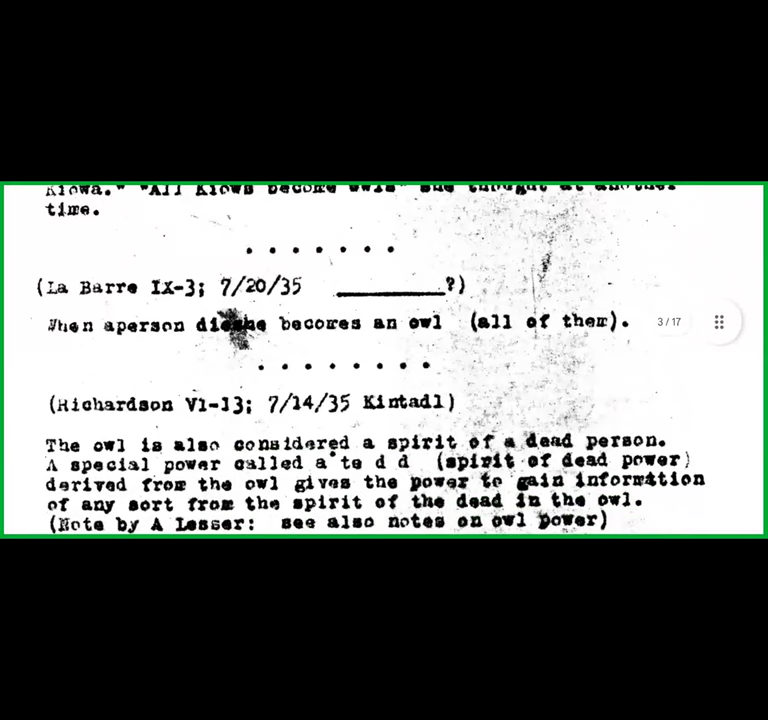 Kiowa." "All Kiowa become owls" she thought at another
time.
. . . . . . .
(La Barre IX-3; 7/20/35 ________?)
When aperson dieshe becomes an owl (all of them).
3/17
. . . . . . . .
(Richardson V1-13; 7/14/35 Kintadl)
The owl is also considered a spirit of a dead person.
A special power called a'te d d (spirit of dead power)
derived from the owl gives the power to gain information
of any sort from the spirit of the dead in the owl.
(Note by A Lesser: see also notes on owl power)